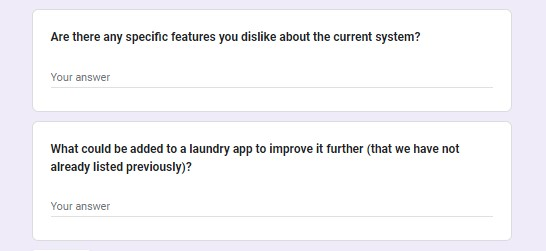 Are there any specific features you dislike about the current system?
Your answer
What could be added to a laundry app to improve it further (that we have not
already listed previously)?
Your answer